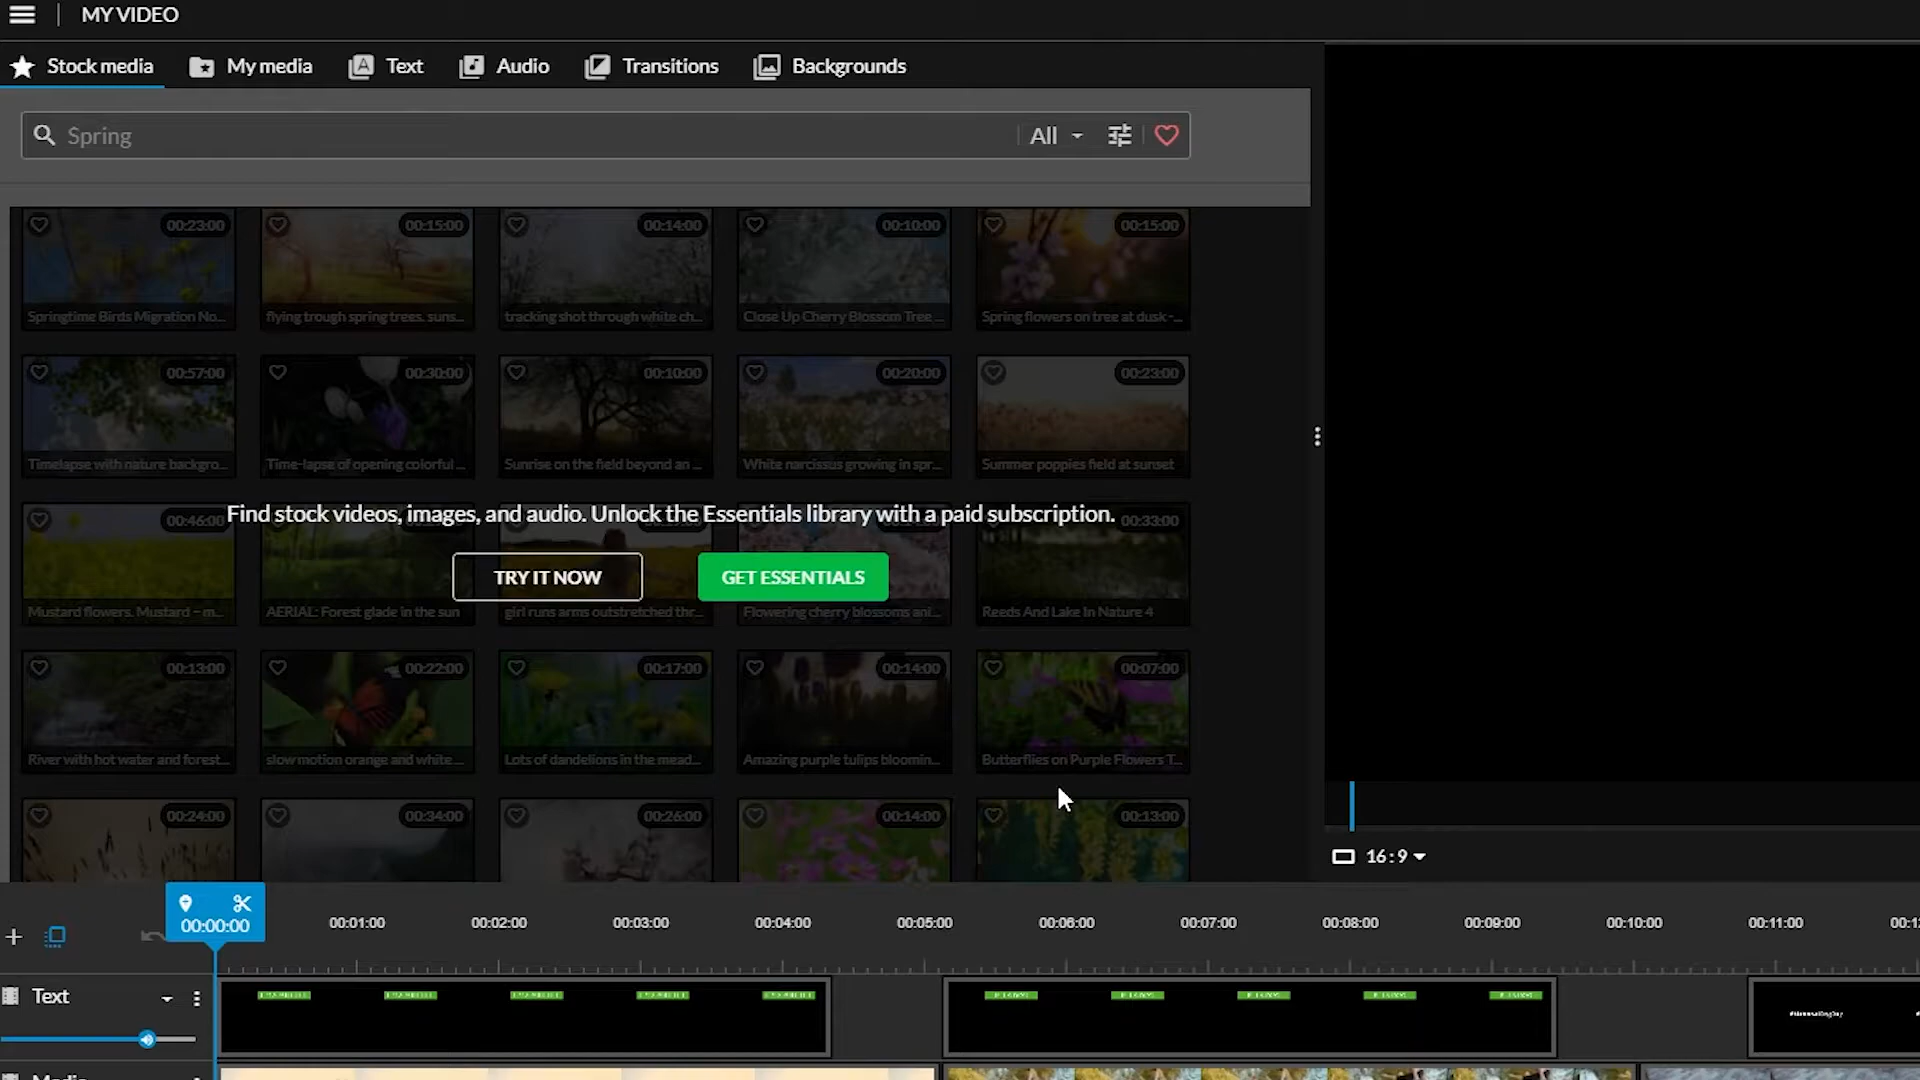 MY VIDEO
Stock media
My media
Text
Audio
Transitions
Backgrounds
Spring
All
00:23:00
00:15:00
00:14:00
00:10:00
00:15:00
Springtime Birds Migration No...
flying trough spring trees. suns...
tracking shot through white ch...
Close Up Cherry Blossom Tree ...
Spring flowers on tree at dusk -...
00:57:00
00:30:00
00:10:00
00:20:00
00:23:00
Timelapse with nature backgro...
Time-lapse of opening colorful ...
Sunrise on the field beyond an ...
White narcissus growing in spr...
Summer poppies field at sunset
00:46:00
00:33:00
Find stock videos, images, and audio. Unlock the Essentials library with a paid subscription.
TRY IT NOW
GET ESSENTIALS
Mustard flowers. Mustard – m...
AERIAL: Forest glade in the sun
girl runs arms outstretched thr...
Flowering cherry blossoms ani...
Reeds And Lake In Nature 4
00:13:00
00:22:00
00:17:00
00:14:00
00:07:00
River with hot water and forest...
slow motion orange and white ...
Lots of dandelions in the mead...
Amazing purple tulips bloomin...
Butterflies on Purple Flowers T...
00:24:00
00:34:00
00:26:00
00:14:00
00:13:00
16:9
00:00:00
00:01:00
00:02:00
00:03:00
00:04:00
00:05:00
00:06:00
00:07:00
00:08:00
00:09:00
00:10:00
00:11:00
00:12
Text
Media